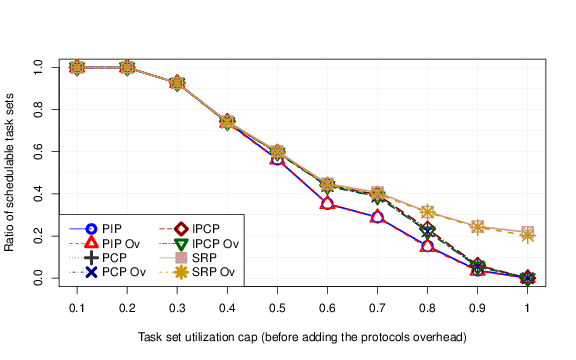 Ratio of schedulable task sets
1.0
0.8
0.6
0.4
0.2
0.0
PIP
PIP Ov
PCP
PCP Ov
IPCP
IPCP Ov
SRP
SRP Ov
0.1 0.2 0.3 0.4 0.5 0.6 0.7 0.8 0.9 1
Task set utilization cap (before adding the protocols overhead)